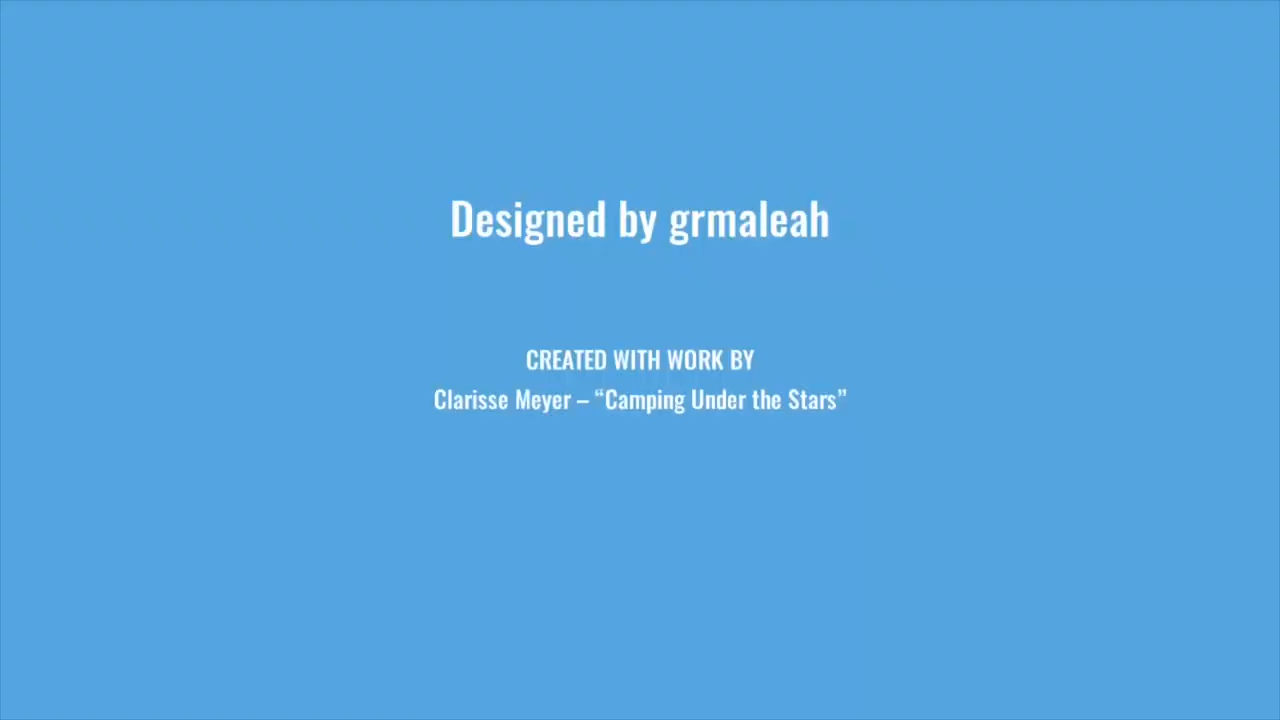 Designed by grmaleah
CREATED WITH WORK BY
Clarisse Meyer – “Camping Under the Stars”